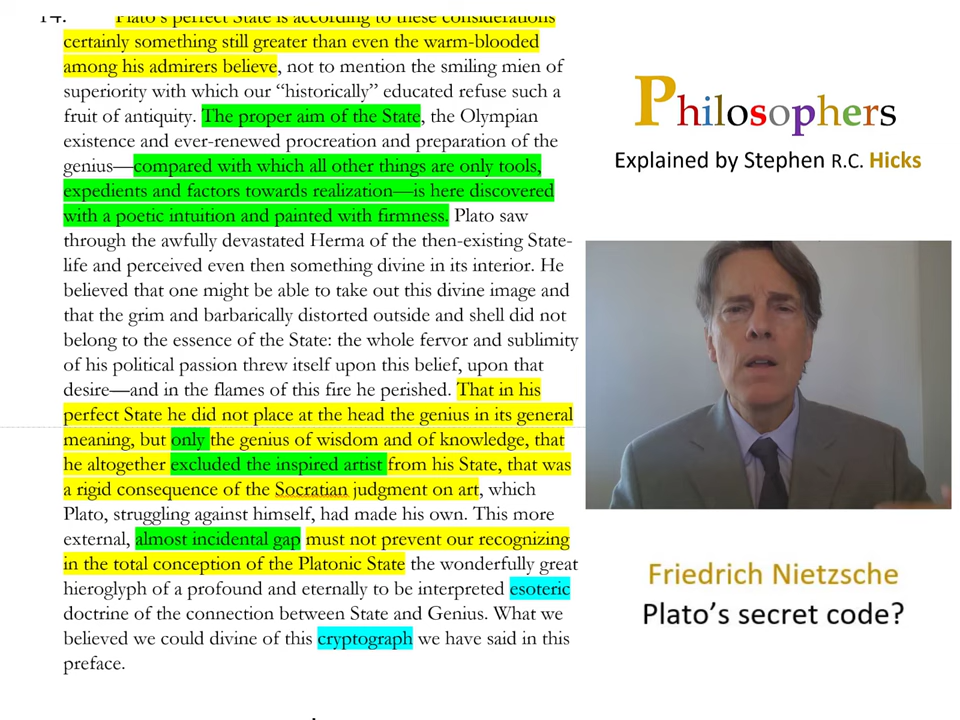 14. Plato's perfect State is according to these considerations
certainly something still greater than even the warm-blooded
among his admirers believe, not to mention the smiling mien of
superiority with which our “historically” educated refuse such a
fruit of antiquity. The proper aim of the State, the Olympian
existence and ever-renewed procreation and preparation of the
genius—compared with which all other things are only tools,
expedients and factors towards realization—is here discovered
with a poetic intuition and painted with firmness. Plato saw
through the awfully devastated Herma of the then-existing State-
life and perceived even then something divine in its interior. He
believed that one might be able to take out this divine image and
that the grim and barbarically distorted outside and shell did not
belong to the essence of the State: the whole fervor and sublimity
of his political passion threw itself upon this belief, upon that
desire—and in the flames of this fire he perished. That in his
perfect State he did not place at the head the genius in its general
meaning, but only the genius of wisdom and of knowledge, that
he altogether excluded the inspired artist from his State, that was
a rigid consequence of the Socratian judgment on art, which
Plato, struggling against himself, had made his own. This more
external, almost incidental gap must not prevent our recognizing
in the total conception of the Platonic State the wonderfully great
hieroglyph of a profound and eternally to be interpreted esoteric
doctrine of the connection between State and Genius. What we
believed we could divine of this cryptograph we have said in this
preface.
Philosophers
Explained by Stephen R.C. Hicks
Friedrich Nietzsche
Plato's secret code?